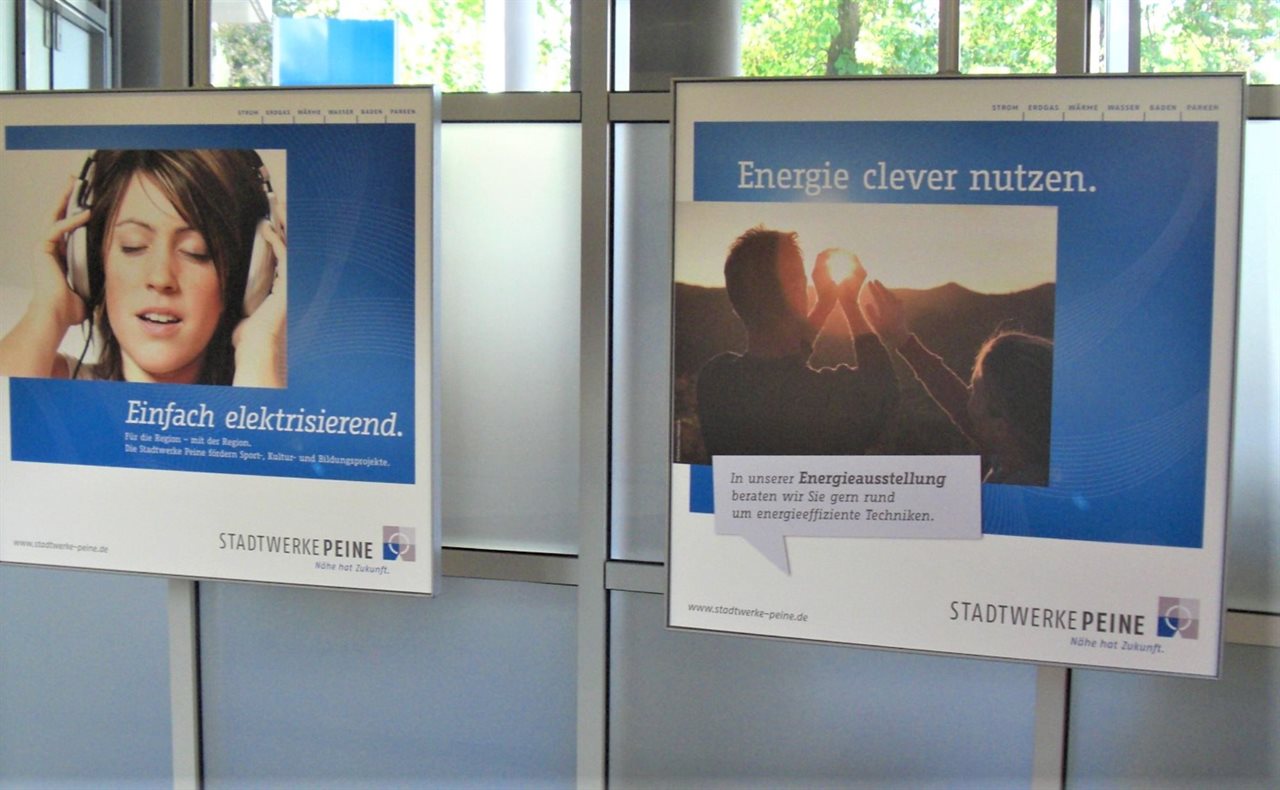 STROM ERDGAS WÄRME WASSER BADEN PARKEN
Einfach elektrisierend.
Für die Region – mit der Region.
Die Stadtwerke Peine fördern Sport-, Kultur- und Bildungsprojekte.
www.stadtwerke-peine.de
STADTWERKE PEINE
Nähe hat Zukunft.
STROM ERDGAS WÄRME WASSER BADEN PARKEN
Energie clever nutzen.
In unserer Energieausstellung
beraten wir Sie gern rund
um energieeffiziente Techniken.
www.stadtwerke-peine.de
STADTWERKE PEINE
Nähe hat Zukunft.